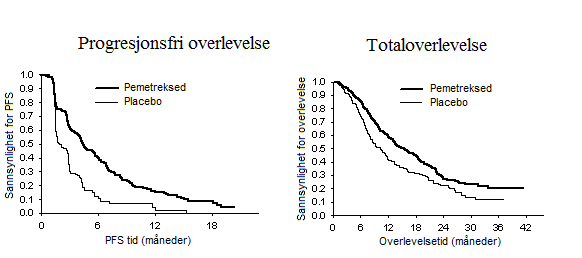 Progresjonsfri overlevelse
Sannsynlighet for PFS
1.0
0.9
0.8
0.7
0.6
0.5
0.4
0.3
0.2
0.1
0.0
Pemetreksed
Placebo
0 6 12 18
PFS tid (måneder)
Totaloverlevelse
Sannsynlighet for overlevelse
1.0
0.9
0.8
0.7
0.6
0.5
0.4
0.3
0.2
0.1
0.0
Pemetreksed
Placebo
0 6 12 18 24 30 36 42
Overlevelsetid (måneder)